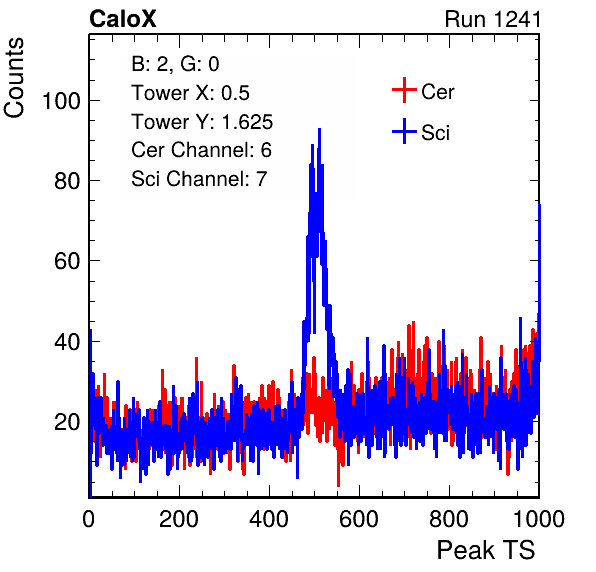 CaloX Run 1241
Counts
B: 2, G: 0
Tower X: 0.5
Tower Y: 1.625
Cer Channel: 6
Sci Channel: 7
Cer
Sci
100
80
60
40
20
0 200 400 600 800 1000
Peak TS